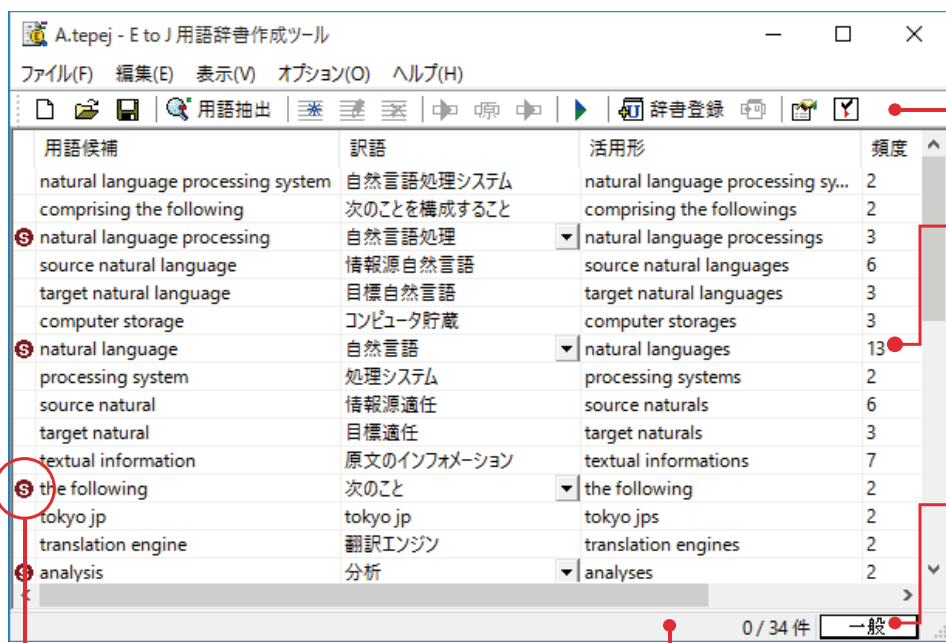 A.tepej - E to J 用語辞書作成ツール
ファイル(F) 編集(E) 表示(V) オプション(O) ヘルプ(H)
用語抽出 原 辞書登録
用語候補 訳語 活用形 頻度
natural language processing system 自然言語処理システム natural language processing sy... 2
comprising the following 次のことを構成すること comprising the followings 2
S natural language processing 自然言語処理 natural language processings 3
source natural language 情報源自然言語 source natural languages 6
target natural language 目標自然言語 target natural languages 3
computer storage コンピュータ貯蔵 computer storages 3
S natural language 自然言語 natural languages 13
processing system 処理システム processing systems 2
source natural 情報源適任 source naturals 6
target natural 目標適任 target naturals 3
textual information 原文のインフォメーション textual informations 7
S the following 次のこと the following 2
tokyo jp tokyo jp tokyo jps 2
translation engine 翻訳エンジン translation engines 2
S analysis 分析 analyses 2
0 / 34 件 一般